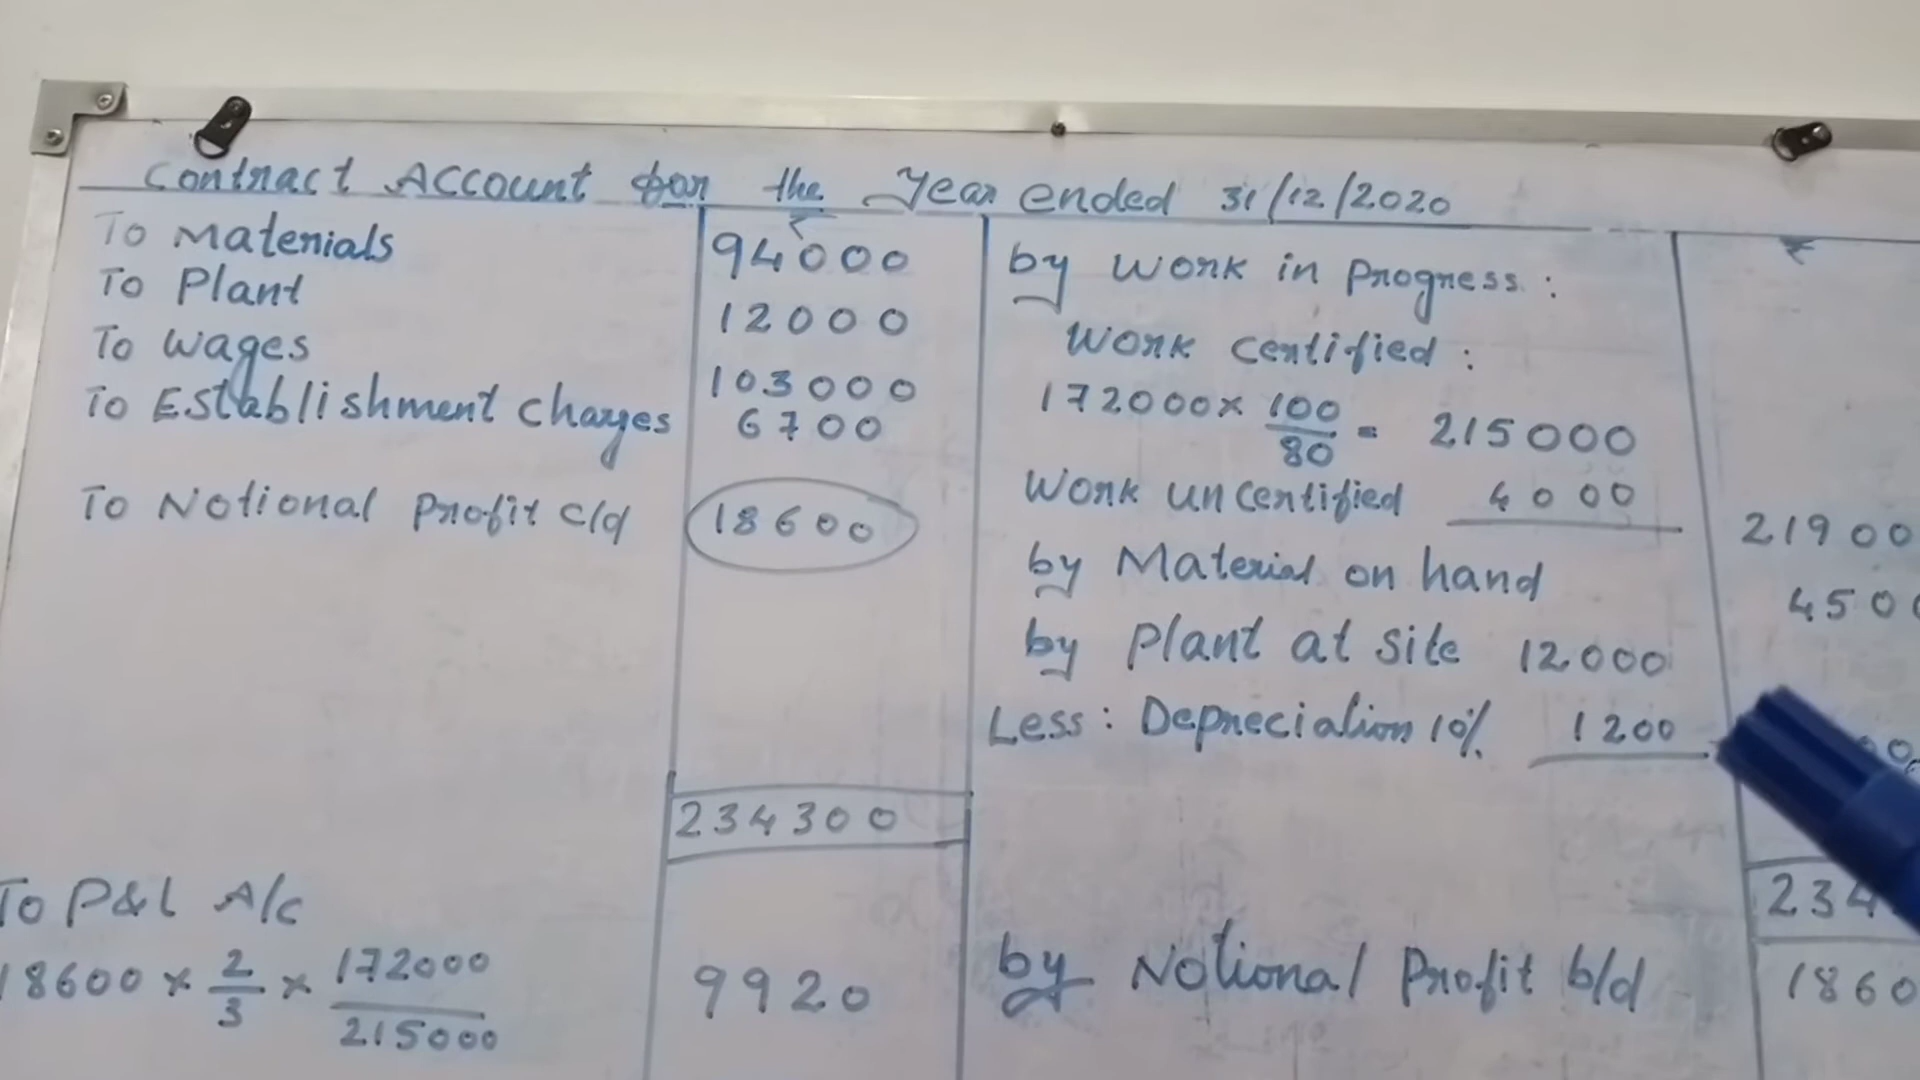 Contract Account for the Year ended 31/12/2020
₹
To Materials 94000
To Plant 12000
To Wages 103000
To Establishment Charges 6700
To Notional Profit c/d 18600
234300
To P&L A/c
18600 × 2/3 × 172000/215000 9920
₹
by Work in Progress :
Work Certified :
172000 × 100/80 = 215000
Work uncertified 4000 21900
by Material on hand 450
by Plant at site 12000
Less : Depreciation 10% 1200
234
by Notional Profit b/d 1860